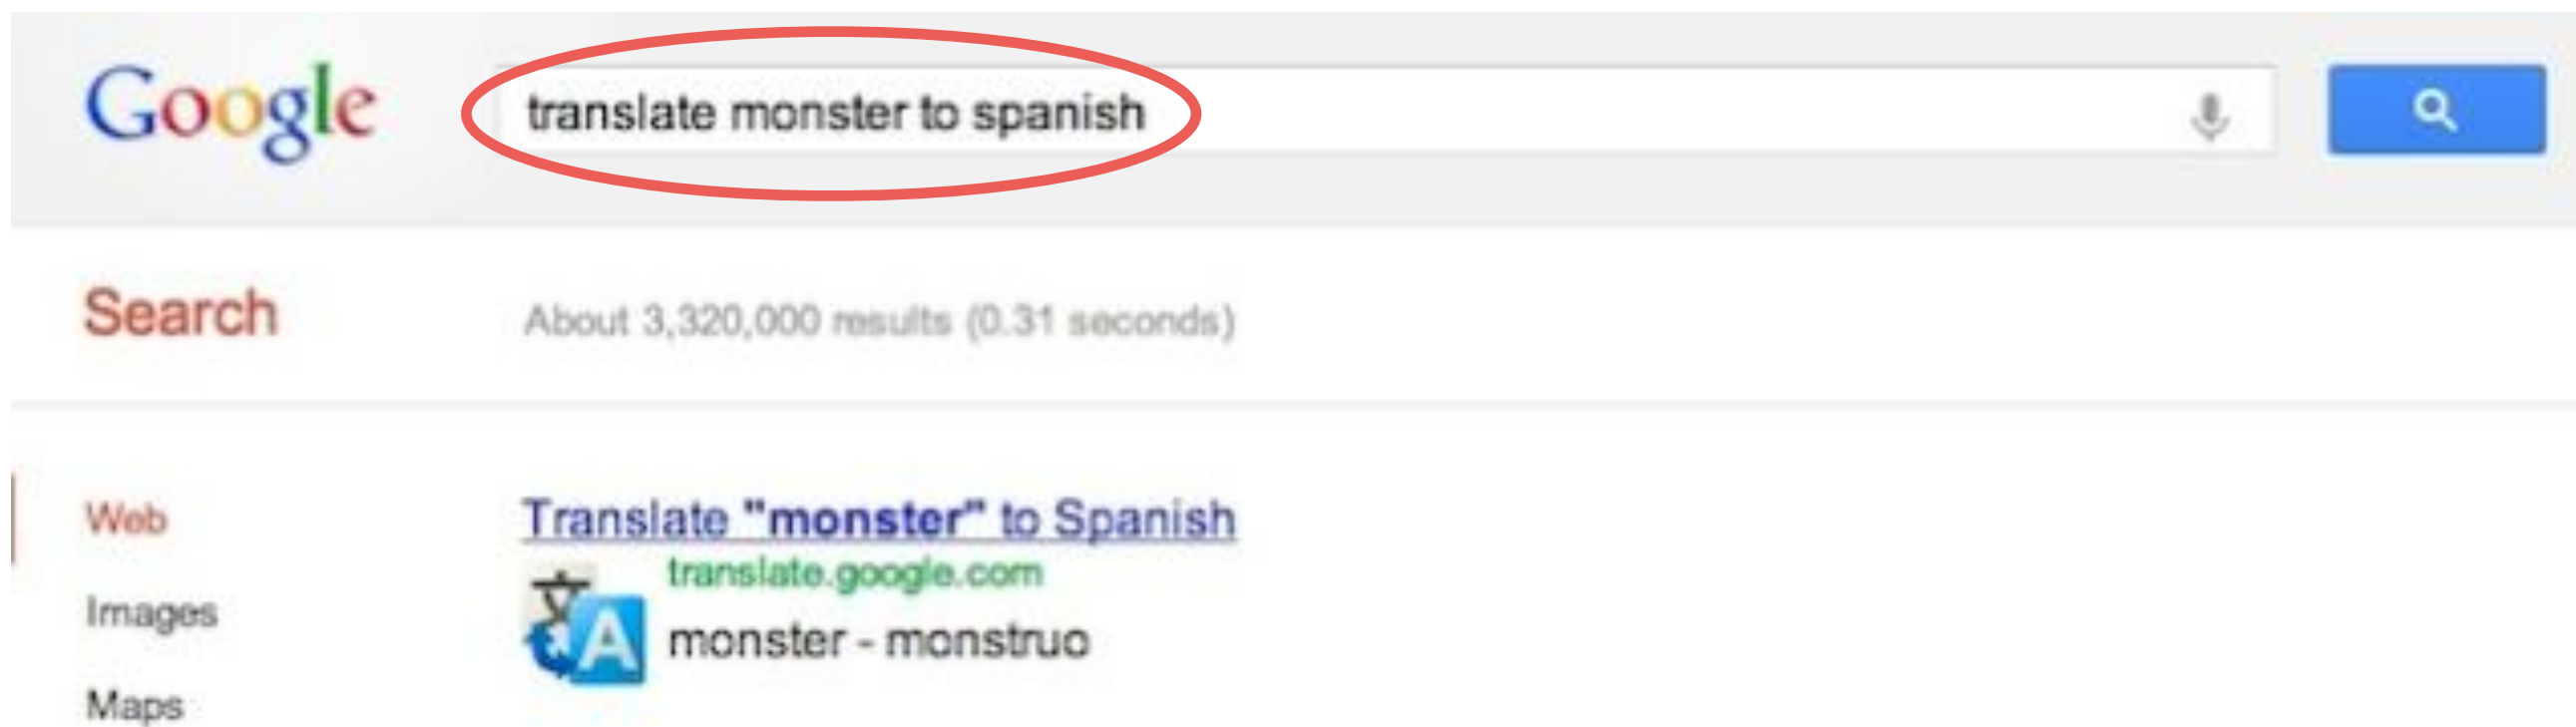 Google
translate monster to spanish
Search
About 3,320,000 results (0.31 seconds)
Web
Images
Maps
Translate "monster" to Spanish
translate.google.com
文
A
monster - monstruo